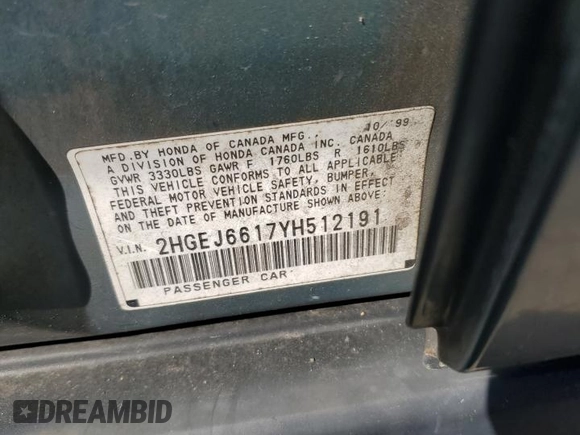 MFD. BY HONDA OF CANADA MFG., 10/ 99
A DIVISION OF HONDA CANADA INC. CANADA
GVWR 3330LBS GAWR F 1760LBS R 1610LBS
THIS VEHICLE CONFORMS TO ALL APPLICABLE
FEDERAL MOTOR VEHICLE SAFETY, BUMPER,
AND THEFT PREVENTION STANDARDS IN EFFECT
ON THE DATE OF MANUFACTURE SHOWN ABOVE.
V.I.N. 2HGEJ6617YH512191
PASSENGER CAR
DREAMBID